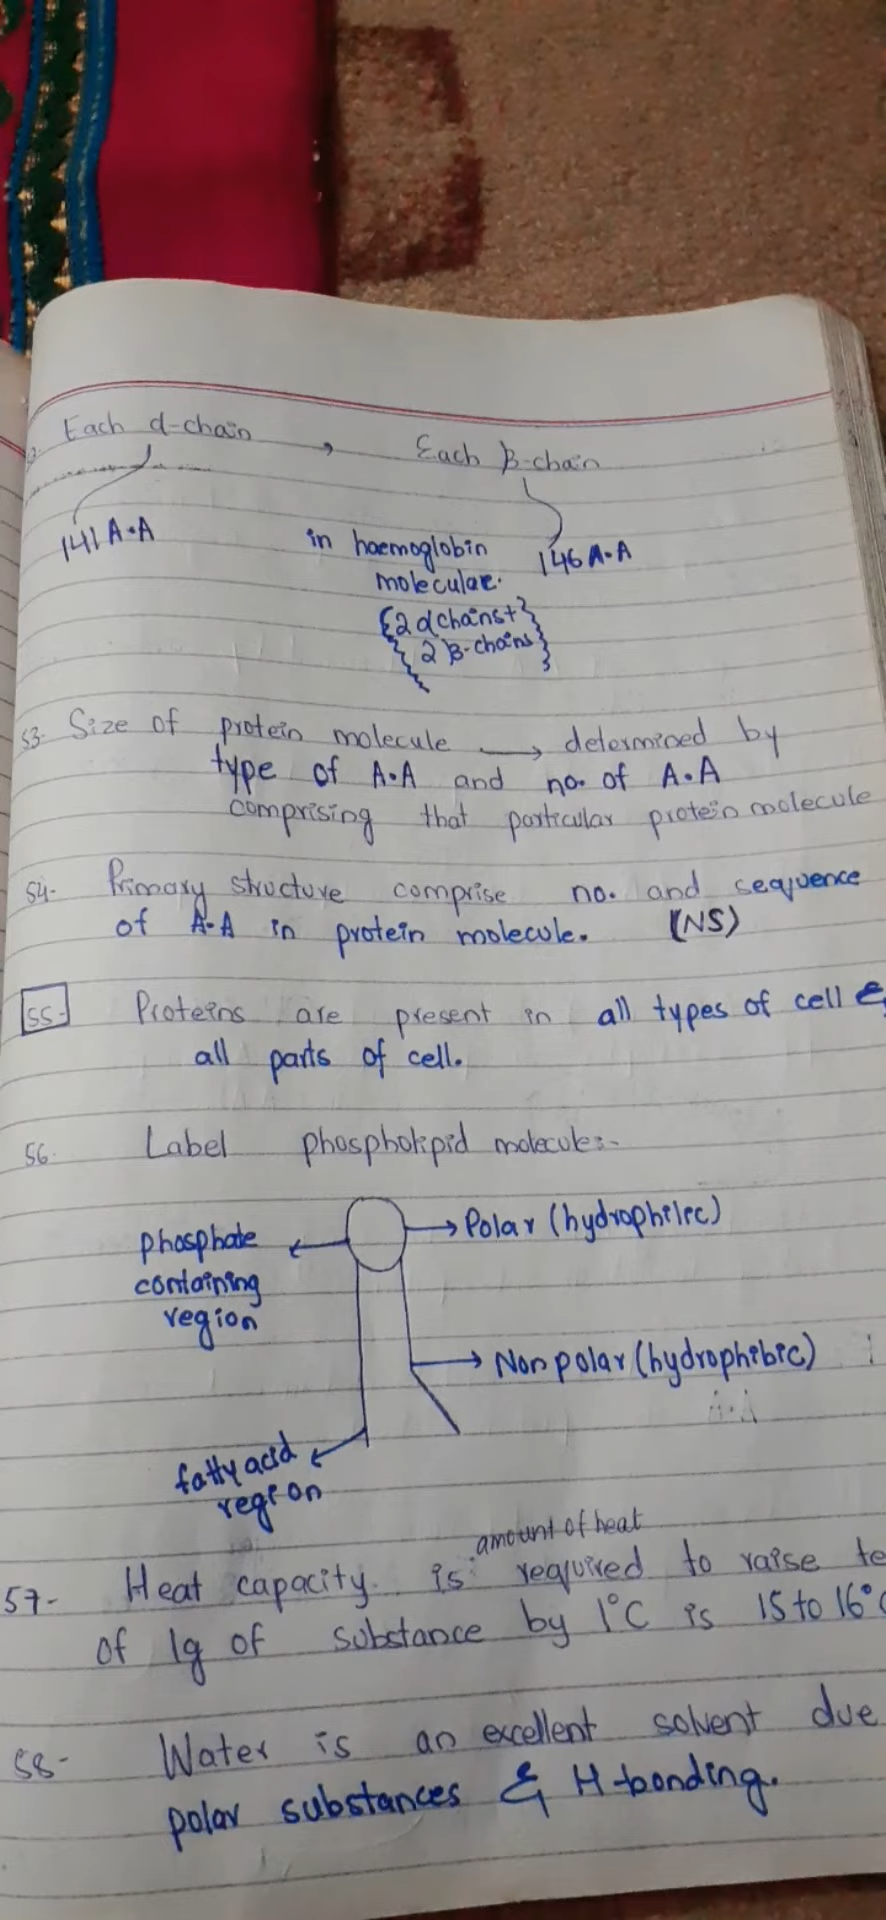 Each α-chain → Each β-chain
141 A.A
in haemoglobin 146 A.A
moleculae.
{2 α chains +}
2 β-chains}
53. Size of protein molecule → determined by
type of A.A and no. of A.A
comprising that particular protein molecule
54. Primary structure comprise no. and sequence
of A.A in protein molecule. (NS)
55. Proteins are present in all types of cell &
all parts of cell.
56. Label phospholipid molecule:-
Polar (hydrophilic)
phosphate
containing
region
Non polar (hydrophibic)
fatty acid
region
amount of heat
57- Heat capacity is required to raise te
of 1g of substance by 1°C is 15 to 16°C
58- Water is an excellent solvent due
polar substances & H-bonding.